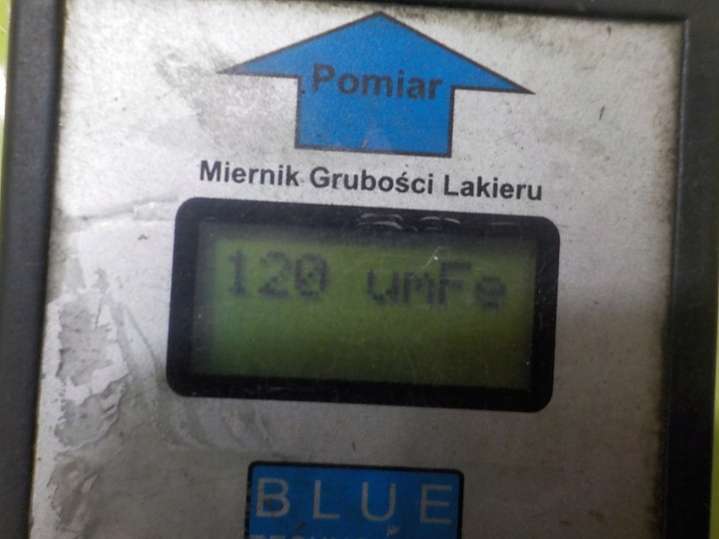 Pomiar
Miernik Grubości Lakieru
120 umFe
BLUE